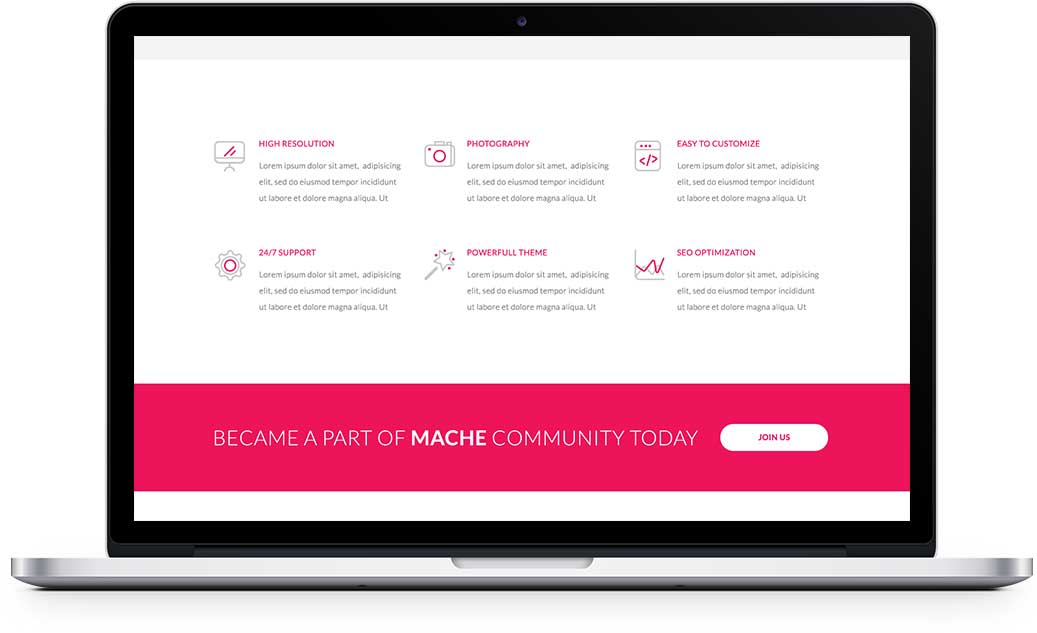 HIGH RESOLUTION
Lorem ipsum dolor sit amet, adipisicing
elit, sed do eiusmod tempor incididunt
ut labore et dolore magna aliqua. Ut
PHOTOGRAPHY
Lorem ipsum dolor sit amet, adipisicing
elit, sed do eiusmod tempor incididunt
ut labore et dolore magna aliqua. Ut
EASY TO CUSTOMIZE
Lorem ipsum dolor sit amet, adipisicing
elit, sed do eiusmod tempor incididunt
ut labore et dolore magna aliqua. Ut
24/7 SUPPORT
Lorem ipsum dolor sit amet, adipisicing
elit, sed do eiusmod tempor incididunt
ut labore et dolore magna aliqua. Ut
POWERFULL THEME
Lorem ipsum dolor sit amet, adipisicing
elit, sed do eiusmod tempor incididunt
ut labore et dolore magna aliqua. Ut
SEO OPTIMIZATION
Lorem ipsum dolor sit amet, adipisicing
elit, sed do eiusmod tempor incididunt
ut labore et dolore magna aliqua. Ut
BECAME A PART OF MACHE COMMUNITY TODAY
JOIN US